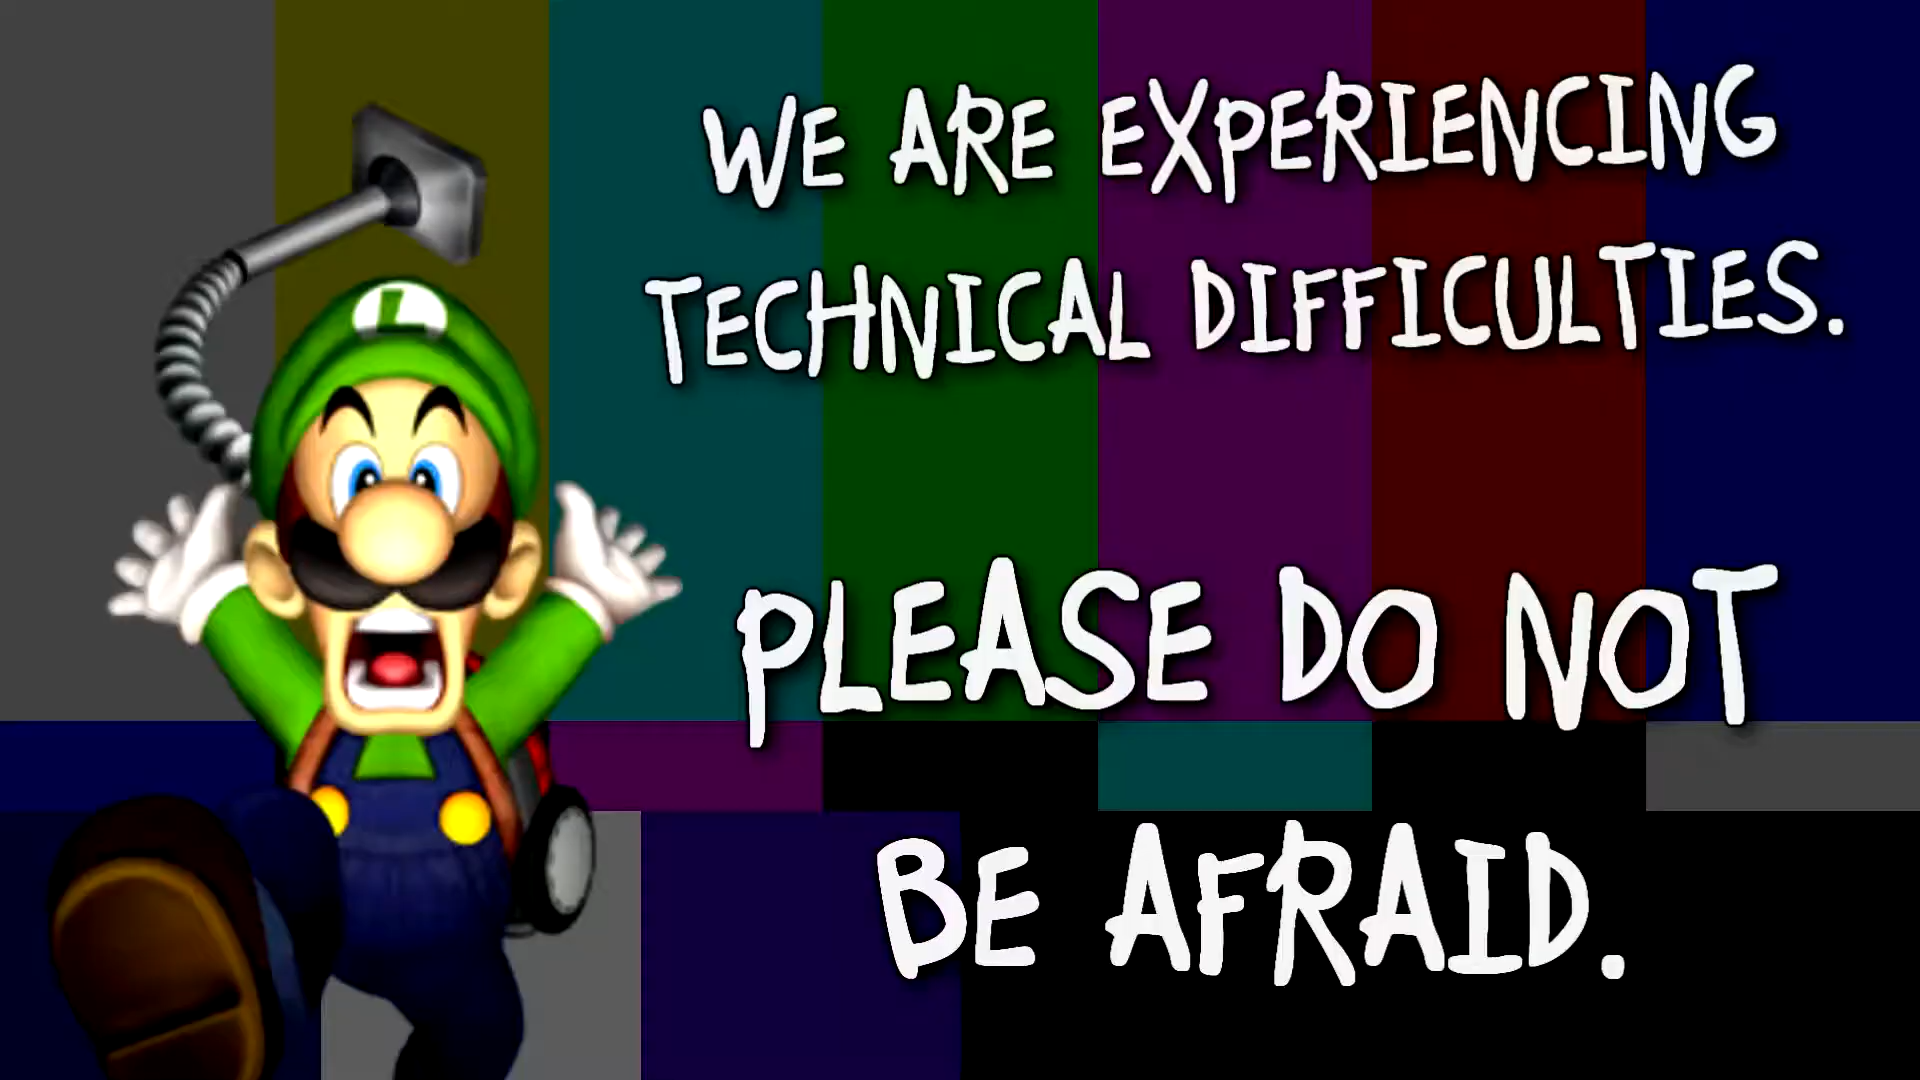 L
WE ARE EXPERIENCING
TECHNICAL DIFFICULTIES.
PLEASE DO NOT
BE AFRAID.